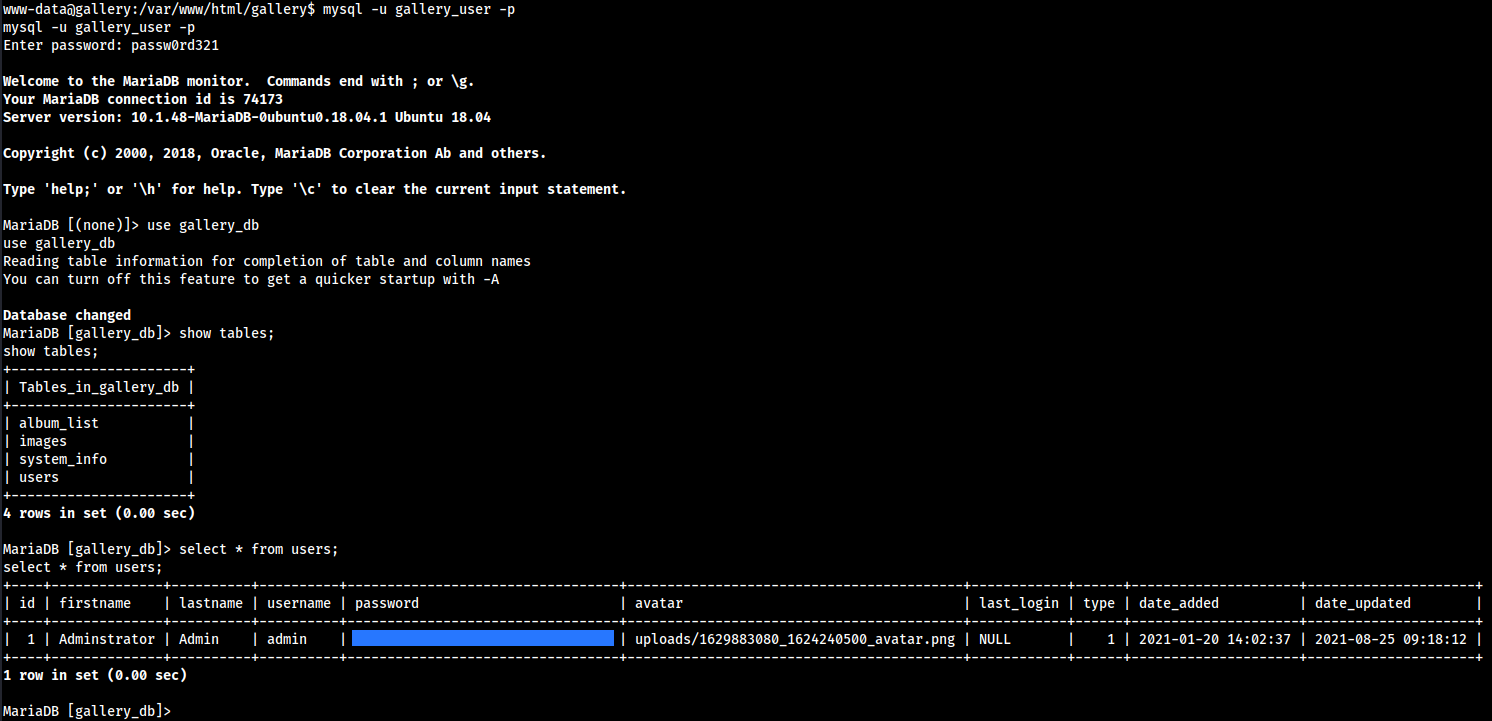 www-data@gallery:/var/www/html/gallery$ mysql -u gallery_user -p
mysql -u gallery_user -p
Enter password: passw0rd321
Welcome to the MariaDB monitor.  Commands end with ; or \g.
Your MariaDB connection id is 74173
Server version: 10.1.48-MariaDB-0ubuntu0.18.04.1 Ubuntu 18.04
Copyright (c) 2000, 2018, Oracle, MariaDB Corporation Ab and others.
Type 'help;' or '\h' for help. Type '\c' to clear the current input statement.
MariaDB [(none)]> use gallery_db
use gallery_db
Reading table information for completion of table and column names
You can turn off this feature to get a quicker startup with -A
Database changed
MariaDB [gallery_db]> show tables;
show tables;
+----------------------+
| Tables_in_gallery_db |
+----------------------+
| album_list           |
| images               |
| system_info          |
| users                |
+----------------------+
4 rows in set (0.00 sec)
MariaDB [gallery_db]> select * from users;
select * from users;
+----+--------------+----------+----------+----------------------------------+------------------------------------------+------------+------+---------------------+---------------------+
| id | firstname    | lastname | username | password                         | avatar                                   | last_login | type | date_added          | date_updated        |
+----+--------------+----------+----------+----------------------------------+------------------------------------------+------------+------+---------------------+---------------------+
|  1 | Adminstrator | Admin    | admin    |                                  | uploads/1629883080_1624240500_avatar.png | NULL       |    1 | 2021-01-20 14:02:37 | 2021-08-25 09:18:12 |
+----+--------------+----------+----------+----------------------------------+------------------------------------------+------------+------+---------------------+---------------------+
1 row in set (0.00 sec)
MariaDB [gallery_db]>